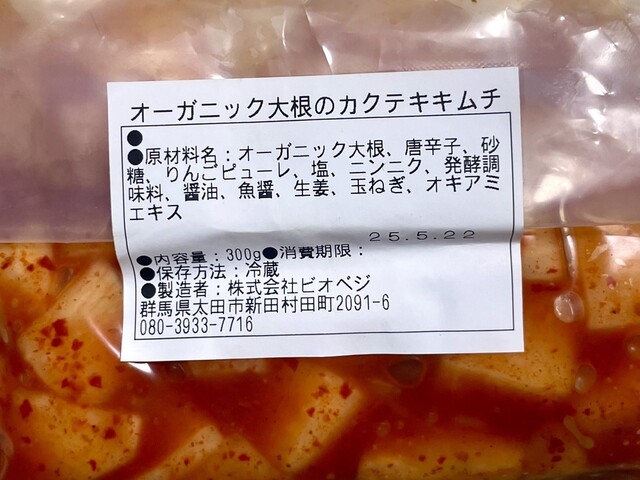 オーガニック大根のカクテキキムチ
●
●原材料名：オーガニック大根、唐辛子、砂
糖、りんごピューレ、塩、ニンニク、発酵調
味料、醤油、魚醤、生姜、玉ねぎ、オキアミ
エキス
25.5.22
●内容量：300g●消費期限：
●保存方法：冷蔵
●製造者：株式会社ビオベジ
群馬県太田市新田村田町2091-6
080-3933-7716